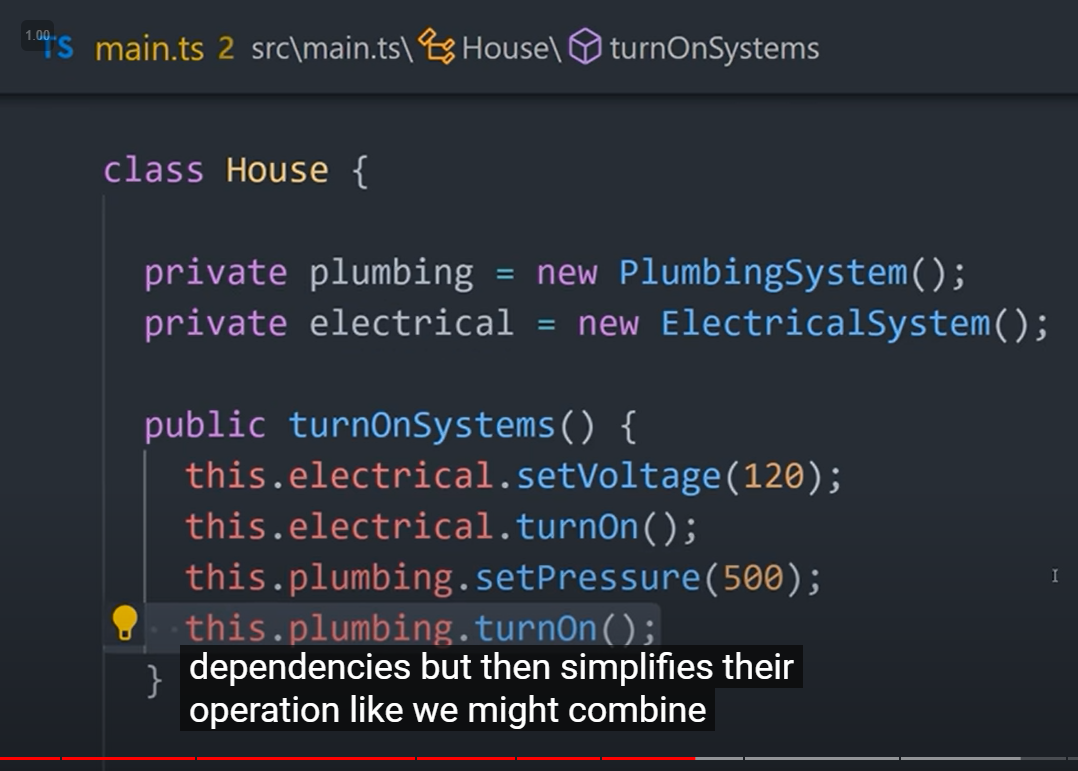 1.00
TS main.ts 2 src\main.ts\House\turnOnSystems
class House {
private plumbing = new PlumbingSystem();
private electrical = new ElectricalSystem();
public turnOnSystems() {
this.electrical.setVoltage(120);
this.electrical.turnOn();
this.plumbing.setPressure(500);
this.plumbing.turnOn();
}
dependencies but then simplifies their
operation like we might combine